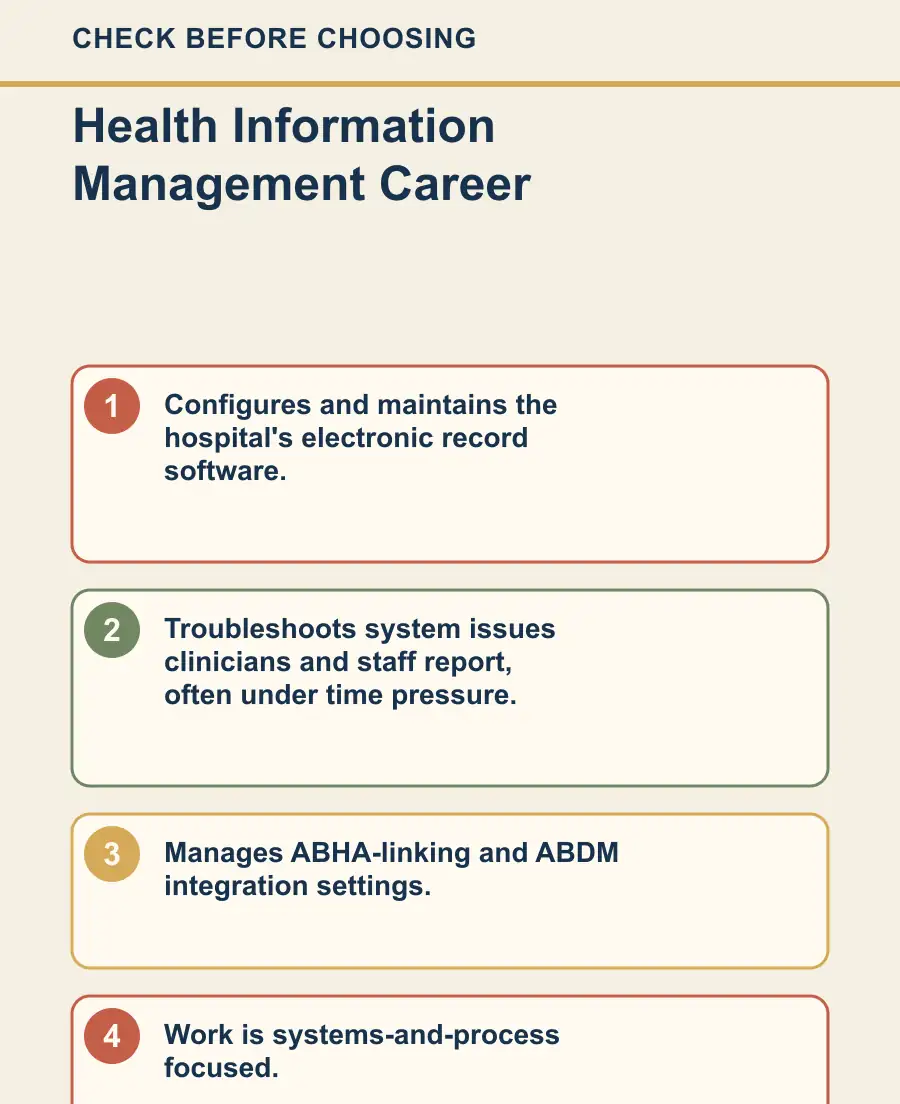 CHECK BEFORE CHOOSING
Health Information
Management Career
1
Configures and maintains the
hospital's electronic record
software.
2
Troubleshoots system issues
clinicians and staff report,
often under time pressure.
3
Manages ABHA-linking and ABDM
integration settings.
4
Work is systems-and-process
focused.